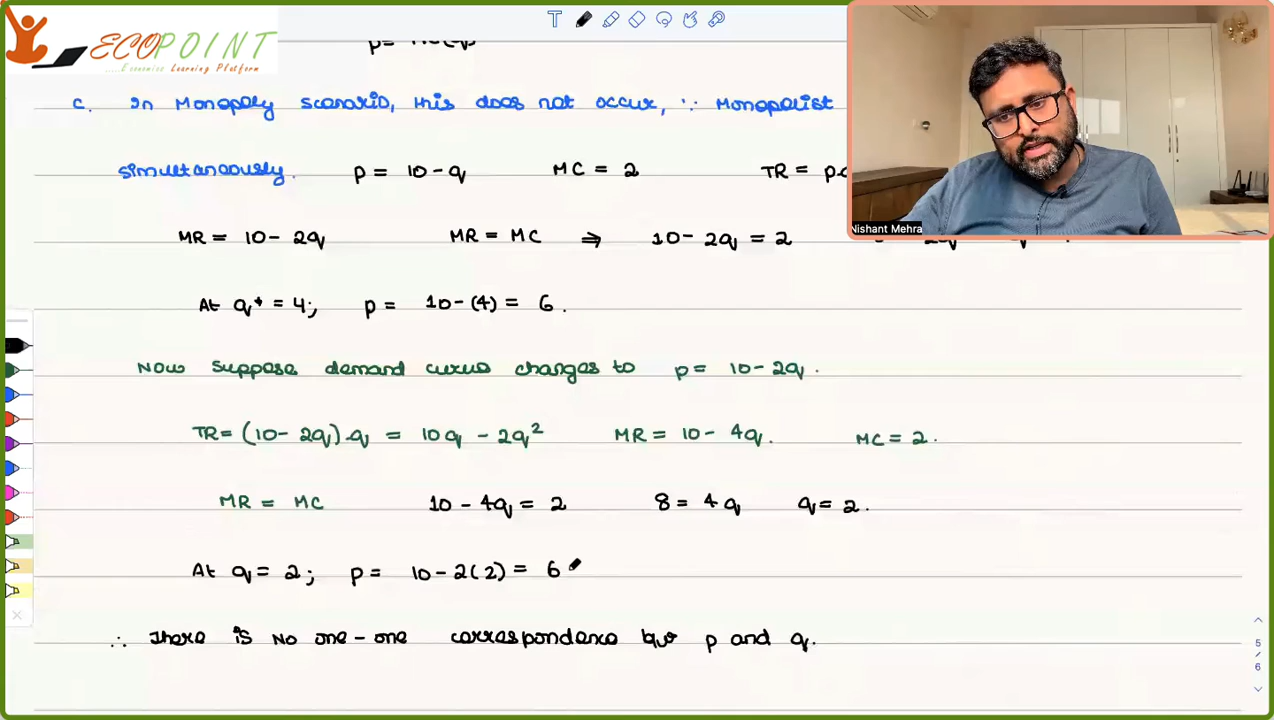 ECOPOINT
.....Economics Learning Platform
T
p=
c. In Monopoly scenario, this does not occur, ∵ Monopolist
simultaneously. p = 10-q MC = 2 TR = p.
MR = 10-2q MR = MC ⇒ 10-2q = 2
At q* = 4; p = 10-(4) = 6.
Nishant Mehra
Now suppose demand curve changes to p = 10-2q.
TR = (10-2q).q = 10q - 2q² MR = 10-4q. MC = 2.
MR = MC 10-4q = 2 8 = 4q q = 2.
At q = 2; p = 10-2(2) = 6
∴ There is No one-one correspondence b/w p and q.
5
/
6